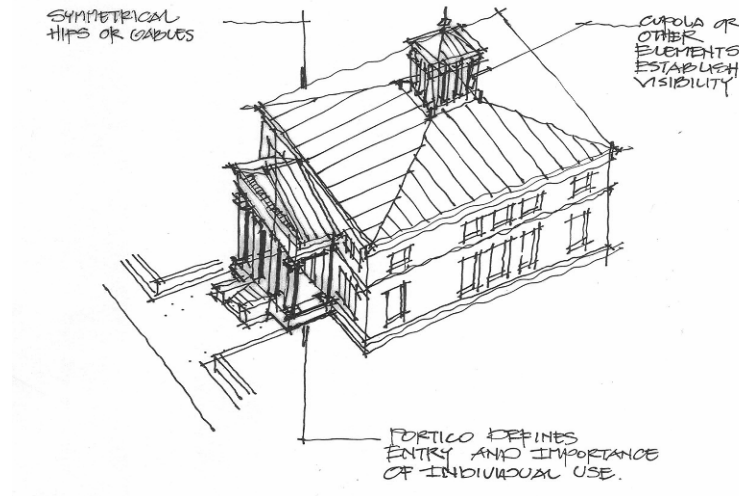 SYMMETRICAL
HIPS OR GABLES
CUPOLA OR
OTHER
ELEMENTS
ESTABLISH
VISIBILITY
PORTICO DEFINES
ENTRY AND IMPORTANCE
OF INDIVIDUAL USE.